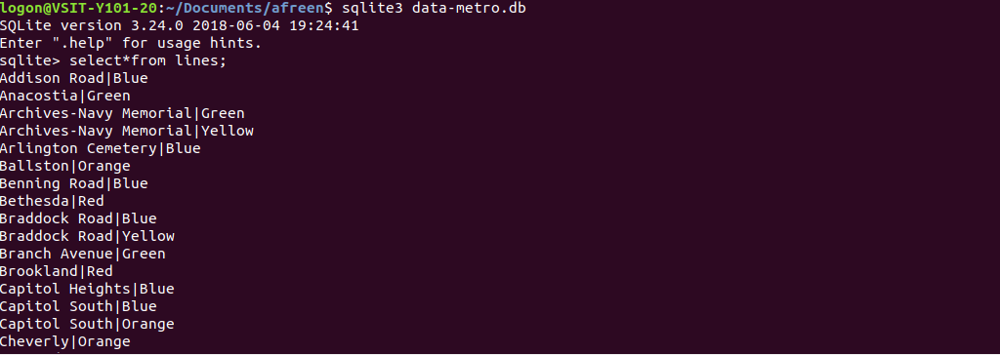 logon@VSIT-Y101-20:~/Documents/afreen$ sqlite3 data-metro.db
SQLite version 3.24.0 2018-06-04 19:24:41
Enter ".help" for usage hints.
sqlite> select*from lines;
Addison Road|Blue
Anacostia|Green
Archives-Navy Memorial|Green
Archives-Navy Memorial|Yellow
Arlington Cemetery|Blue
Ballston|Orange
Benning Road|Blue
Bethesda|Red
Braddock Road|Blue
Braddock Road|Yellow
Branch Avenue|Green
Brookland|Red
Capitol Heights|Blue
Capitol South|Blue
Capitol South|Orange
Cheverly|Orange